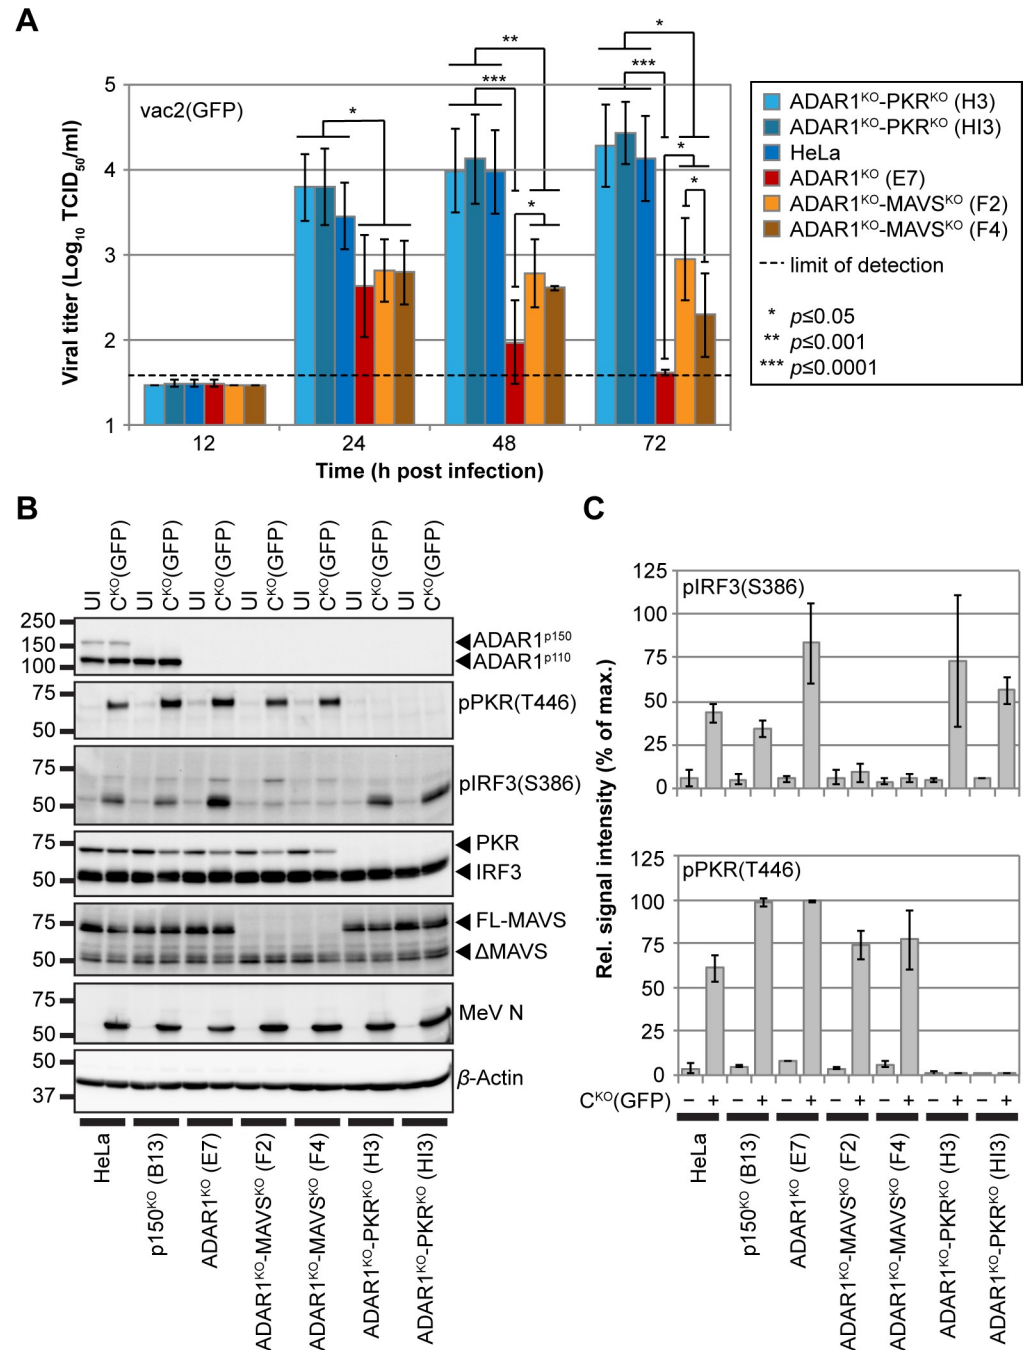 A
vac2(GFP)
Viral titer (Log10 TCID50/ml)
5
4
3
2
1
12 24 48 72
Time (h post infection)
*
** 
***
*
*
***
*
*
ADAR1KO-PKRKO (H3)
ADAR1KO-PKRKO (HI3)
HeLa
ADAR1KO (E7)
ADAR1KO-MAVSKO (F2)
ADAR1KO-MAVSKO (F4)
limit of detection
* p≤0.05
** p≤0.001
*** p≤0.0001
B
UI CKO(GFP) UI CKO(GFP) UI CKO(GFP) UI CKO(GFP) UI CKO(GFP) UI CKO(GFP) UI CKO(GFP)
250
150
100
ADAR1p150
ADAR1p110
75
50
pPKR(T446)
75
50
pIRF3(S386)
75
50
PKR
IRF3
75
50
FL-MAVS
ΔMAVS
75
50
MeV N
50
37
β-Actin
HeLa
p150KO (B13)
ADAR1KO (E7)
ADAR1KO-MAVSKO (F2)
ADAR1KO-MAVSKO (F4)
ADAR1KO-PKRKO (H3)
ADAR1KO-PKRKO (HI3)
C
Rel. signal intensity (% of max.)
pIRF3(S386)
125
100
75
50
25
0
pPKR(T446)
125
100
75
50
25
0
CKO(GFP) − + − + − + − + − + − + − +
HeLa
p150KO (B13)
ADAR1KO (E7)
ADAR1KO-MAVSKO (F2)
ADAR1KO-MAVSKO (F4)
ADAR1KO-PKRKO (H3)
ADAR1KO-PKRKO (HI3)